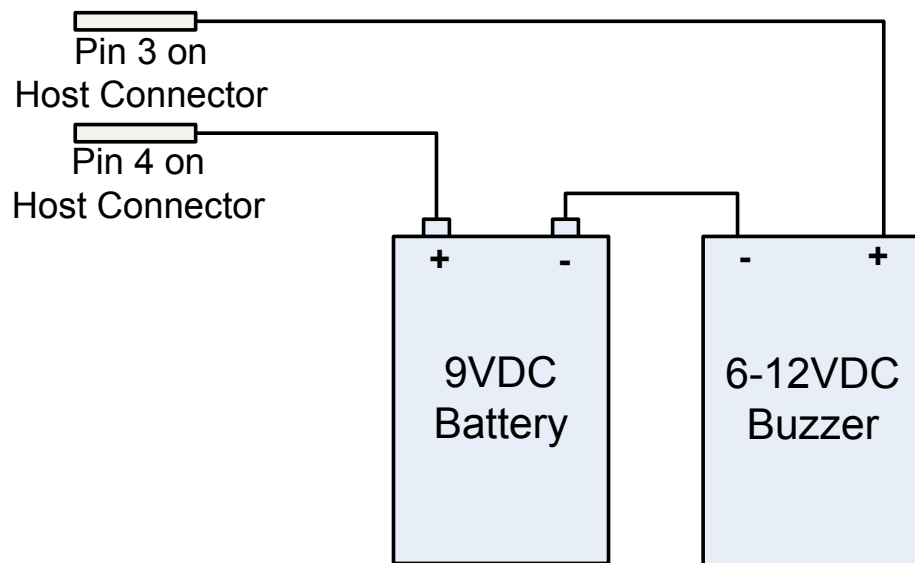 Pin 3 on
Host Connector
Pin 4 on
Host Connector
+ -
- +
9VDC
Battery
6-12VDC
Buzzer